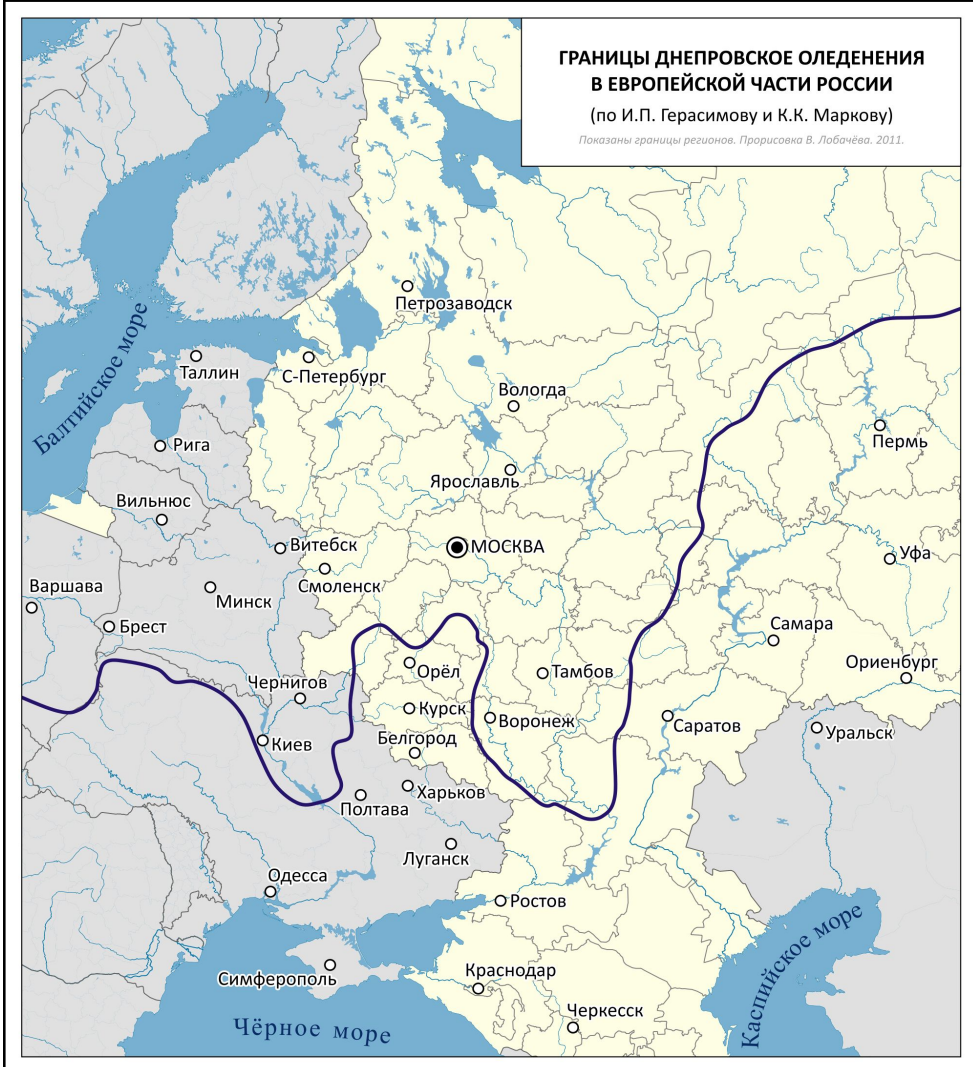 ГРАНИЦЫ ДНЕПРОВСКОЕ ОЛЕДЕНЕНИЯ
В ЕВРОПЕЙСКОЙ ЧАСТИ РОССИИ
(по И.П. Герасимову и К.К. Маркову)
Показаны границы регионов. Прорисовка В. Лобачёва. 2011.
Петрозаводск
Балтийское море
Таллин
С-Петербург
Вологда
Рига
Пермь
Ярославль
Вильнюс
Витебск
МОСКВА
Уфа
Смоленск
Варшава
Минск
Брест
Самара
Орёл
Тамбов
Ориенбург
Чернигов
Курск
Воронеж
Саратов
Киев
Белгород
Уральск
Харьков
Полтава
Луганск
Одесса
Ростов
Каспийское море
Симферополь
Краснодар
Черкесск
Чёрное море